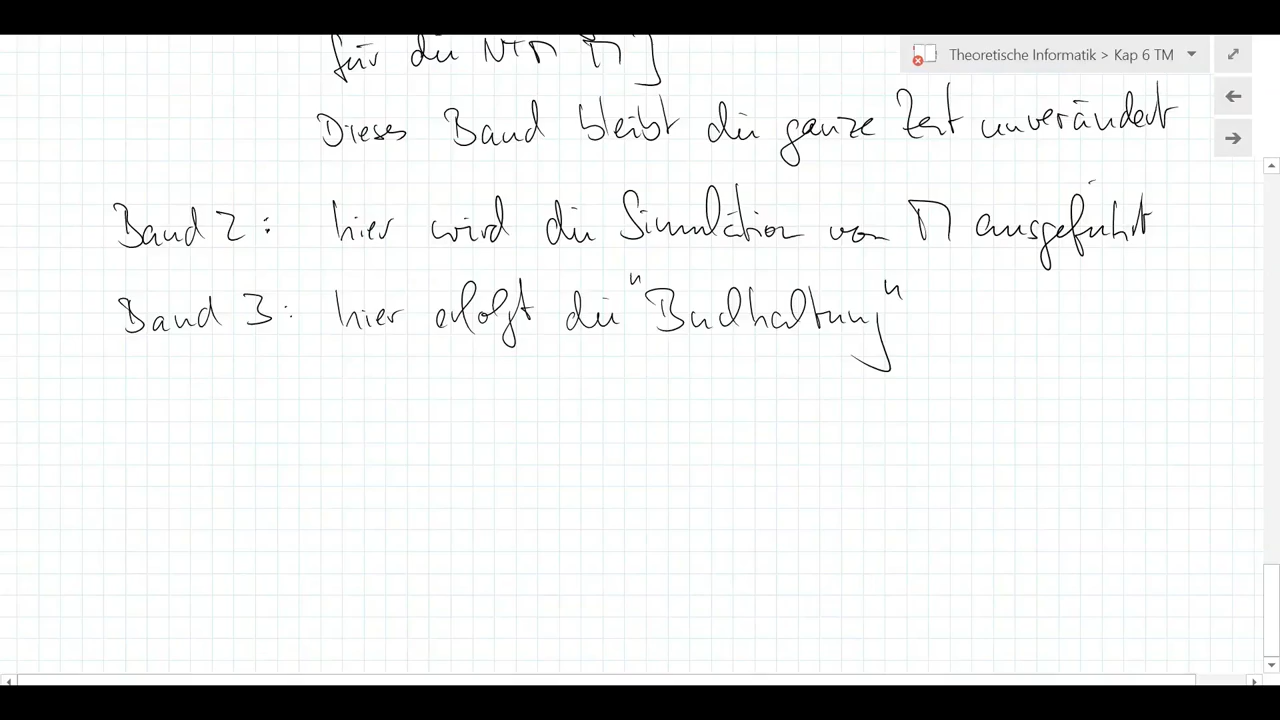 Theoretische Informatik > Kap 6 TM
für die NTM M]
Dieses Band bleibt die ganze Zeit unverändert
Band 2: hier wird die Simulation von M ausgeführt
Band 3: hier erfolgt die "Buchhaltung"